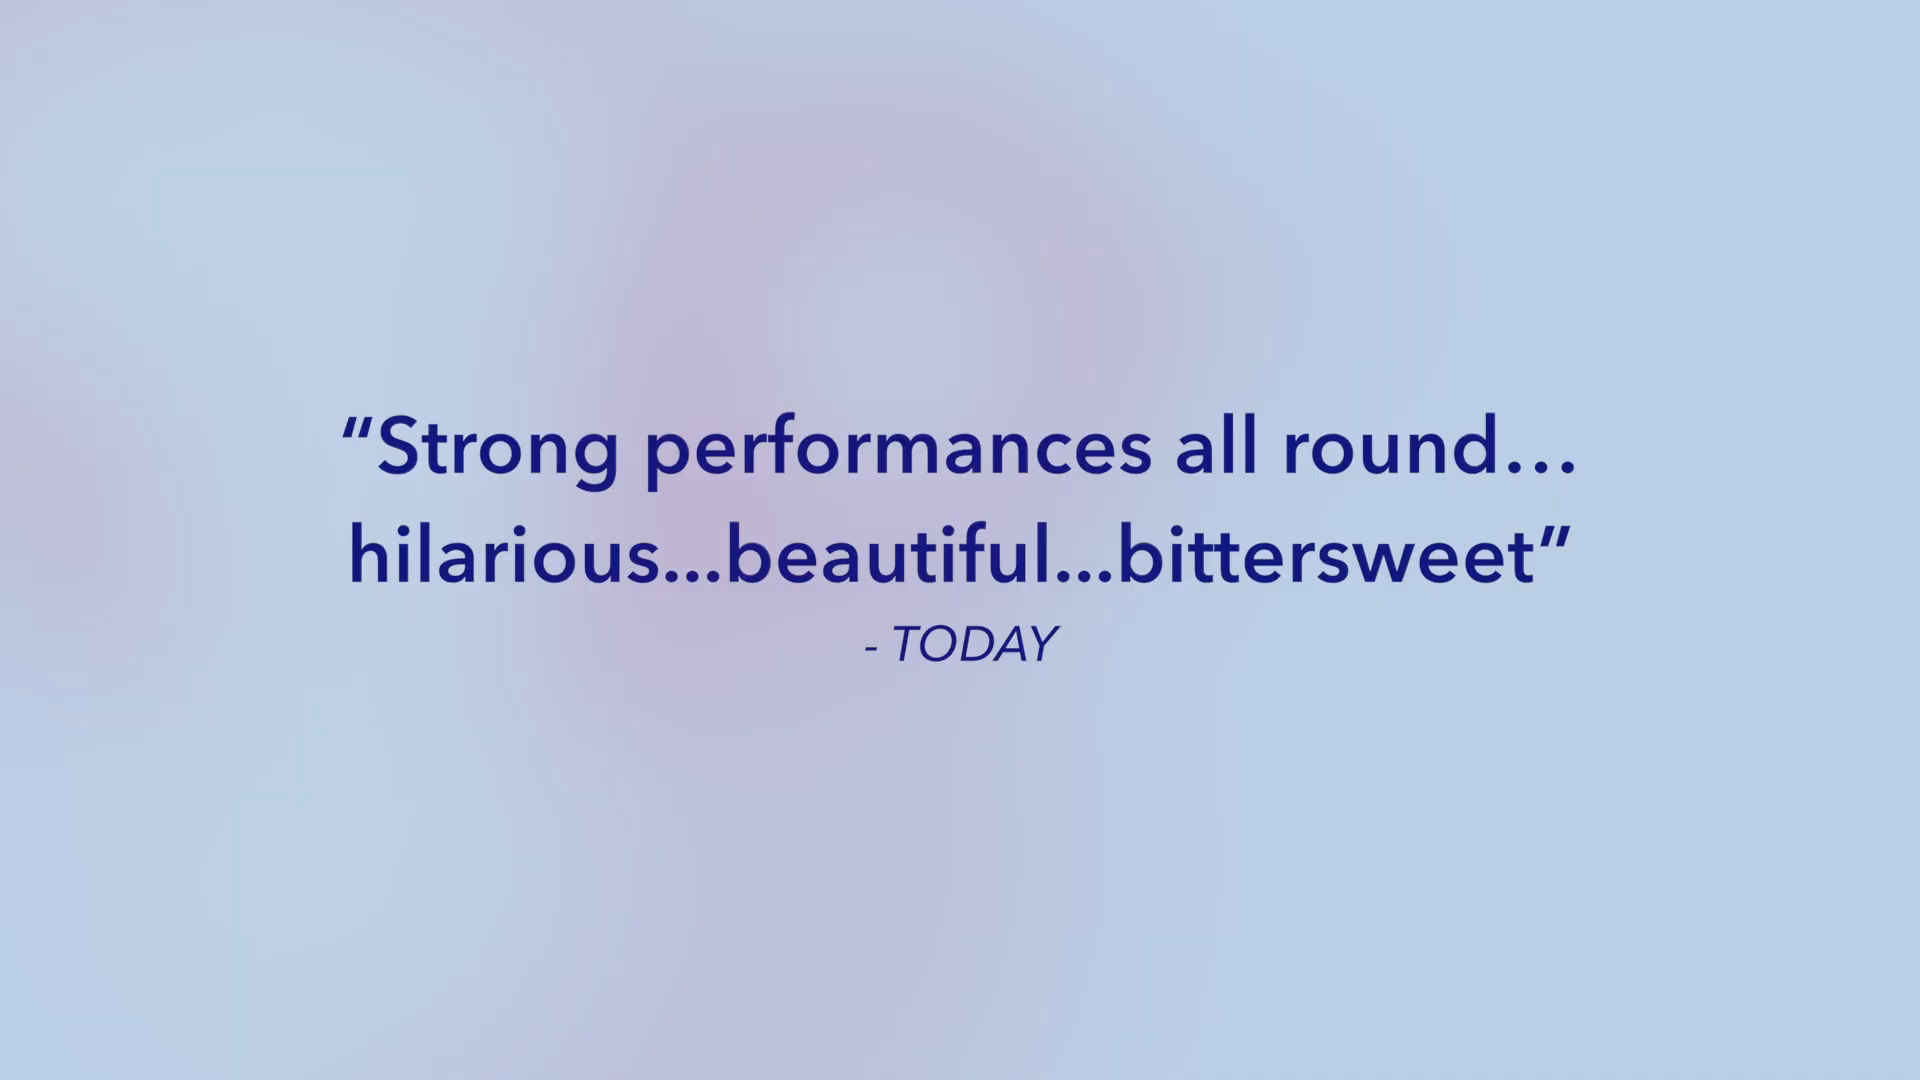 “Strong performances all round…
hilarious...beautiful...bittersweet”
- TODAY